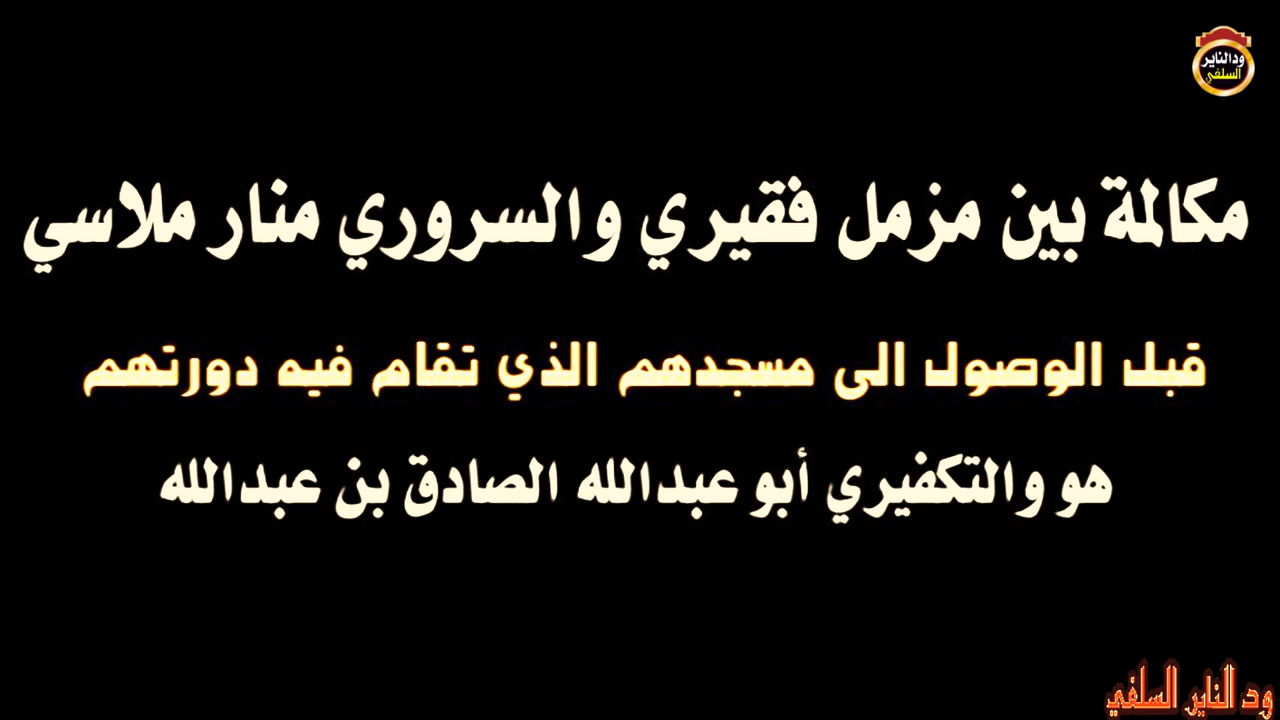 ودالناير
السلفي
مكالمة بين مزمل فقيري والسروري منار ملاسي
قبل الوصول الى مسجدهم الذي تقام فيه دورتهم
هو والتكفيري أبو عبدالله الصادق بن عبدالله
ود الناير السلفي